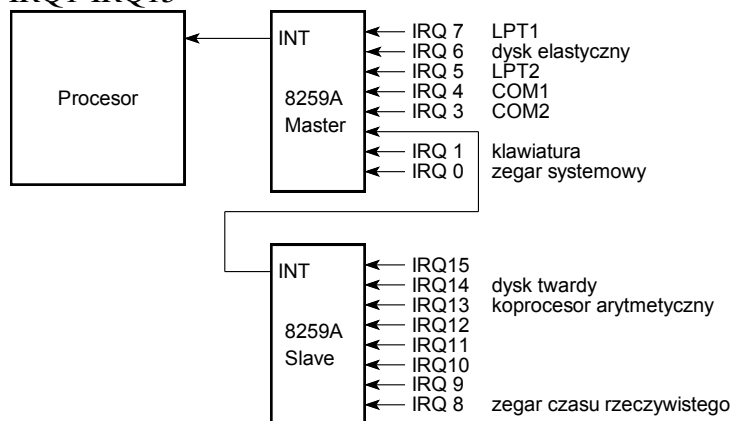 INT
IRQ 7 LPT1
IRQ 6 dysk elastyczny
IRQ 5 LPT2
Procesor
8259A
Master
IRQ 4 COM1
IRQ 3 COM2
IRQ 1 klawiatura
IRQ 0 zegar systemowy
INT
IRQ15
IRQ14 dysk twardy
IRQ13 koprocesor arytmetyczny
8259A
Slave
IRQ12
IRQ11
IRQ10
IRQ 9
IRQ 8 zegar czasu rzeczywistego